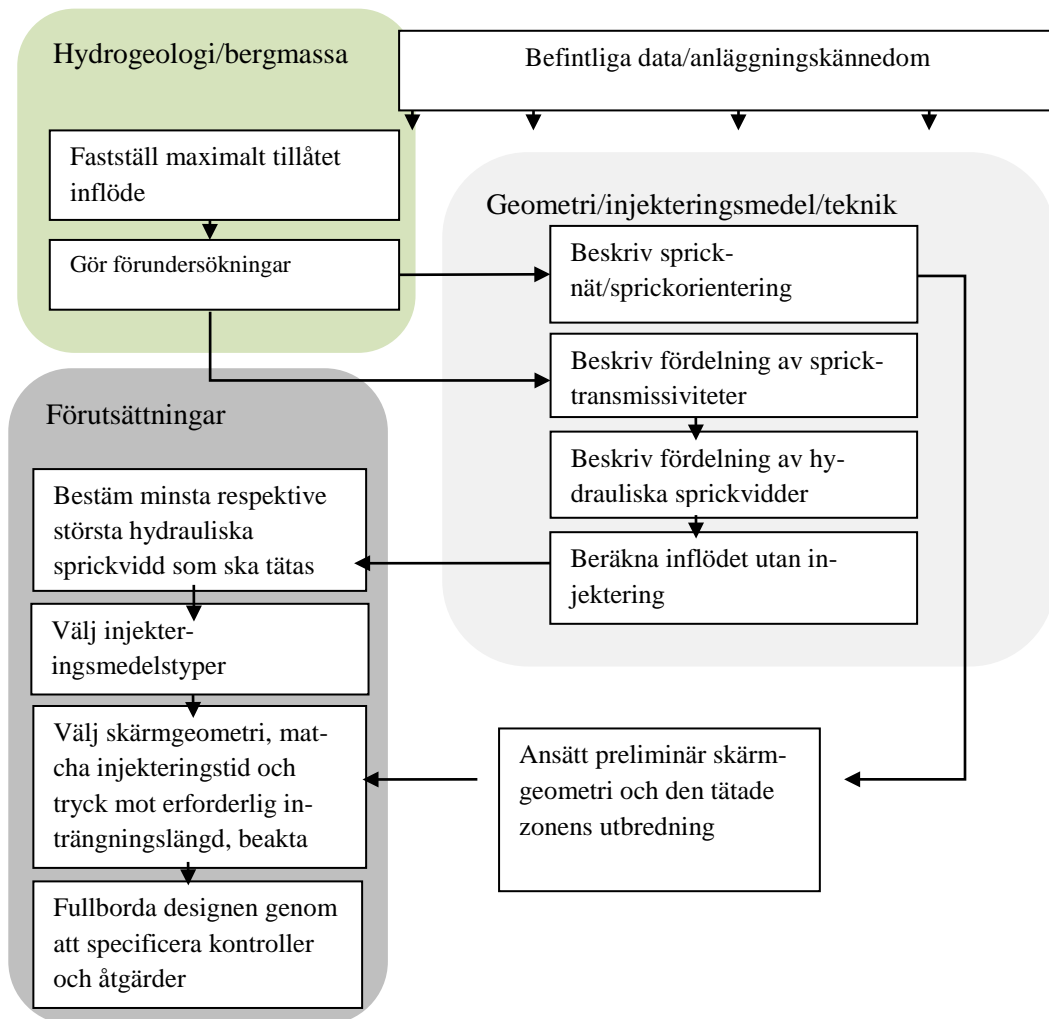 Hydrogeologi/bergmassa
Befintliga data/anläggningskännedom
Fastställ maximalt tillåtet
inflöde
Gör förundersökningar
Geometri/injekteringsmedel/teknik
Beskriv sprick-
nät/sprickorientering
Beskriv fördelning av sprick-
transmissiviteter
Beskriv fördelning av hy-
drauliska sprickvidder
Beräkna inflödet utan in-
jektering
Förutsättningar
Bestäm minsta respektive
största hydrauliska
sprickvidd som ska tätas
Välj injekter-
ingsmedelstyper
Välj skärmgeometri, mat-
cha injekteringstid och
tryck mot erforderlig in-
trängningslängd, beakta
Ansätt preliminär skärm-
geometri och den tätade
zonens utbredning
Fullborda designen genom
att specificera kontroller
och åtgärder